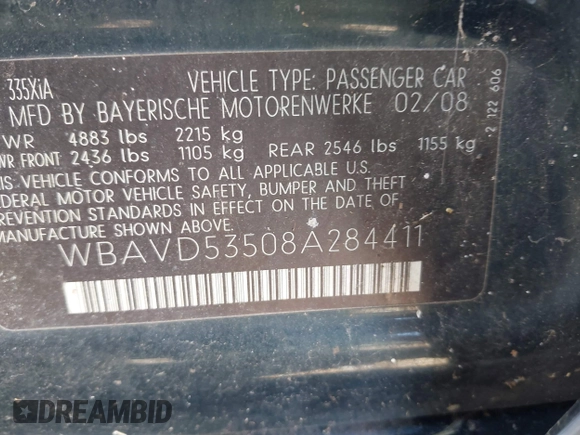 335XiA
VEHICLE TYPE: PASSENGER CAR
MFD BY BAYERISCHE MOTORENWERKE 02/08
WR 4883 lbs 2215 kg
WR FRONT 2436 lbs 1105 kg REAR 2546 lbs 1155 kg
IS VEHICLE CONFORMS TO ALL APPLICABLE U.S.
EDERAL MOTOR VEHICLE SAFETY, BUMPER AND THEFT
REVENTION STANDARDS IN EFFECT ON THE DATE OF
MANUFACTURE SHOWN ABOVE.
WBAVD53508A284411
2 122 606
DREAMBID